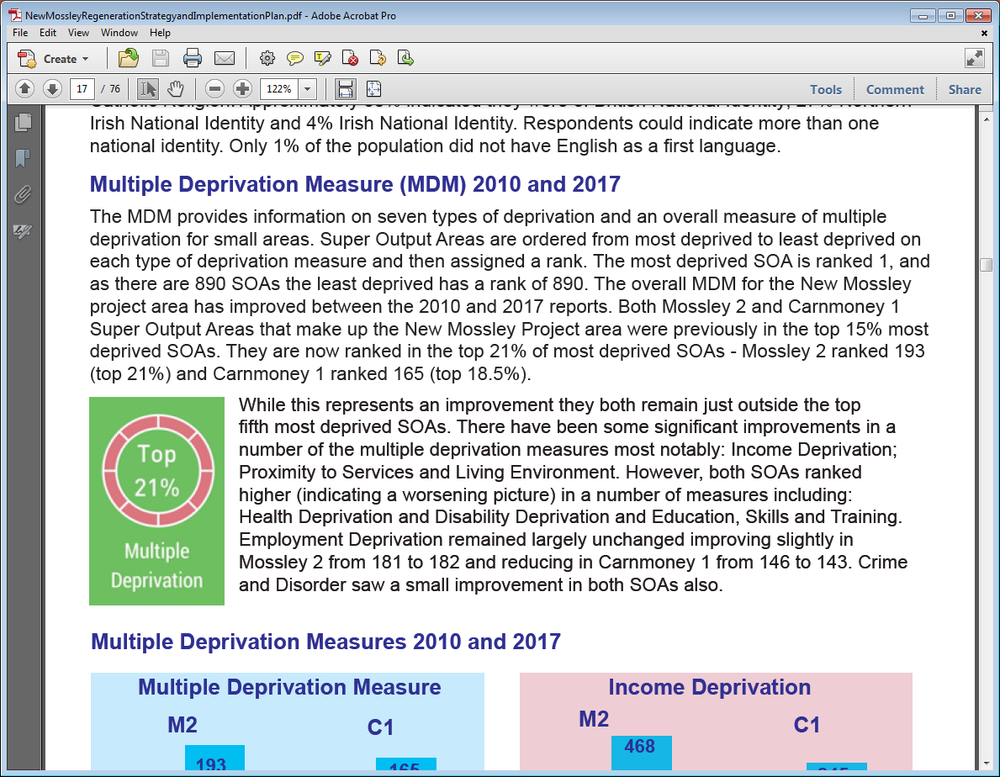 NewMossleyRegenerationStrategyandImplementationPlan.pdf - Adobe Acrobat Pro
File Edit View Window Help
Create
17 / 76 122% Tools Comment Share
Irish National Identity and 4% Irish National Identity. Respondents could indicate more than one
national identity. Only 1% of the population did not have English as a first language.
Multiple Deprivation Measure (MDM) 2010 and 2017
The MDM provides information on seven types of deprivation and an overall measure of multiple
deprivation for small areas. Super Output Areas are ordered from most deprived to least deprived on
each type of deprivation measure and then assigned a rank. The most deprived SOA is ranked 1, and
as there are 890 SOAs the least deprived has a rank of 890. The overall MDM for the New Mossley
project area has improved between the 2010 and 2017 reports. Both Mossley 2 and Carnmoney 1
Super Output Areas that make up the New Mossley Project area were previously in the top 15% most
deprived SOAs. They are now ranked in the top 21% of most deprived SOAs - Mossley 2 ranked 193
(top 21%) and Carnmoney 1 ranked 165 (top 18.5%).
Top
21%
Multiple
Deprivation
While this represents an improvement they both remain just outside the top
fifth most deprived SOAs. There have been some significant improvements in a
number of the multiple deprivation measures most notably: Income Deprivation;
Proximity to Services and Living Environment. However, both SOAs ranked
higher (indicating a worsening picture) in a number of measures including:
Health Deprivation and Disability Deprivation and Education, Skills and Training.
Employment Deprivation remained largely unchanged improving slightly in
Mossley 2 from 181 to 182 and reducing in Carnmoney 1 from 146 to 143. Crime
and Disorder saw a small improvement in both SOAs also.
Multiple Deprivation Measures 2010 and 2017
Multiple Deprivation Measure
M2 C1
193 165
Income Deprivation
M2 C1
468